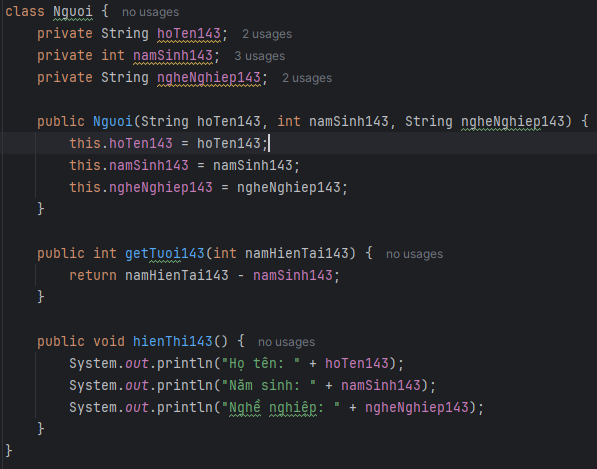 class Nguoi {  no usages
    private String hoTen143;  2 usages
    private int namSinh143;  3 usages
    private String ngheNghiep143;  2 usages

    public Nguoi(String hoTen143, int namSinh143, String ngheNghiep143) {
        this.hoTen143 = hoTen143;
        this.namSinh143 = namSinh143;
        this.ngheNghiep143 = ngheNghiep143;
    }

    public int getTuoi143(int namHienTai143) {  no usages
        return namHienTai143 - namSinh143;
    }

    public void hienThi143() {  no usages
        System.out.println("Họ tên: " + hoTen143);
        System.out.println("Năm sinh: " + namSinh143);
        System.out.println("Nghề nghiệp: " + ngheNghiep143);
    }
}